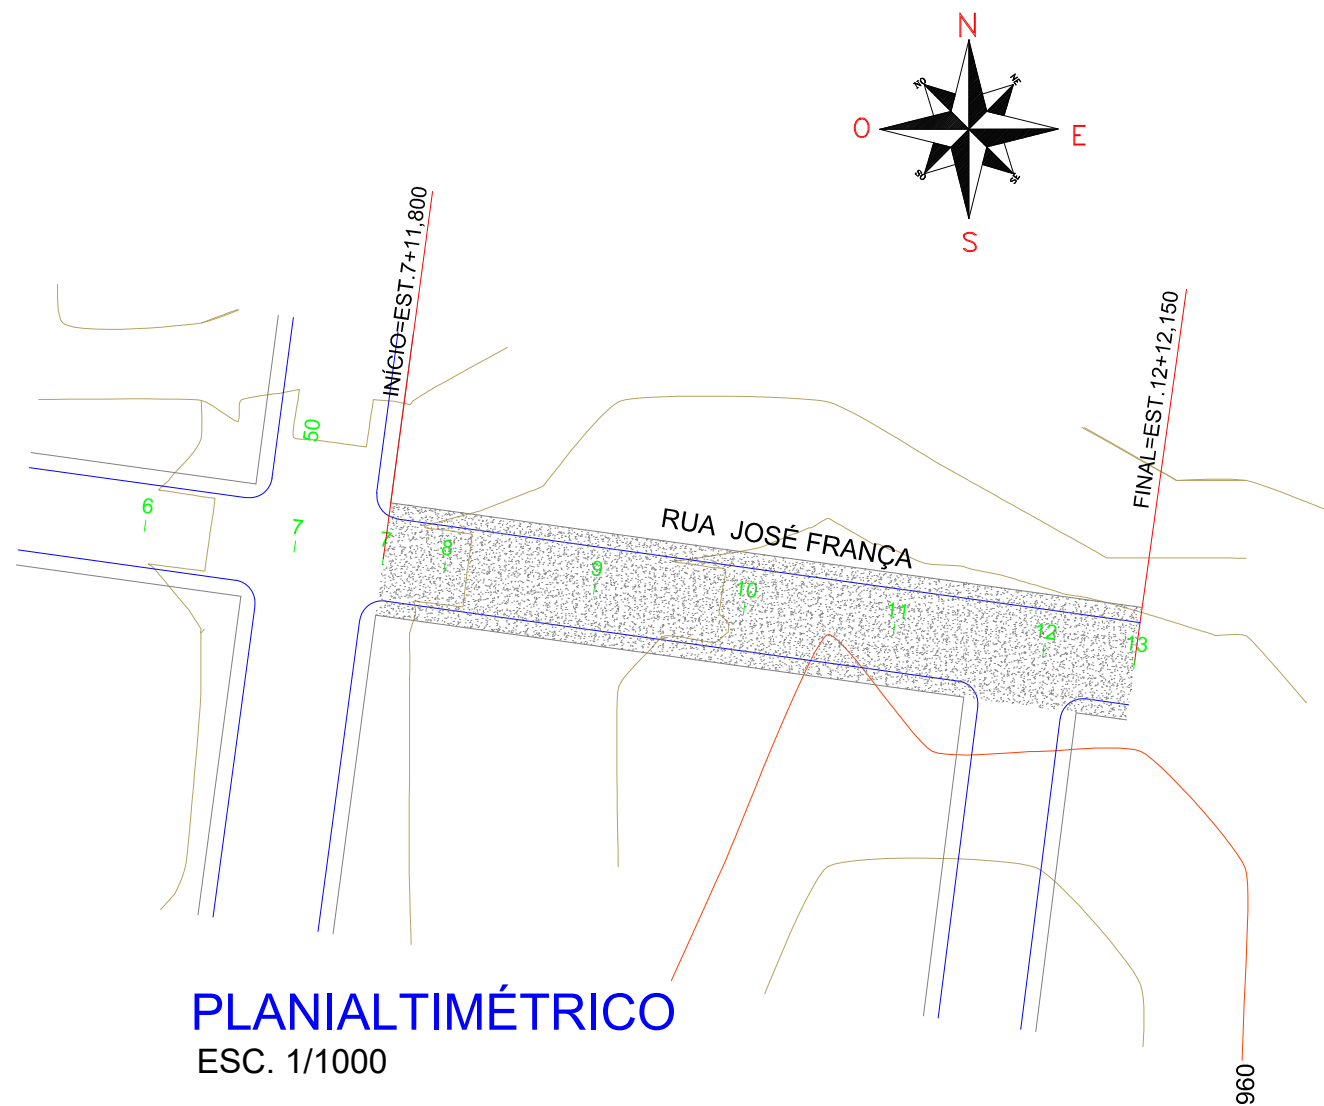 N
NO
NE
O
E
SO
SE
S
INÍCIO=EST.7+11,800
FINAL=EST.12+12,150
50
6
7
7
8
RUA JOSÉ FRANÇA
9
10
11
12
13
PLANIALTIMÉTRICO
ESC. 1/1000
960